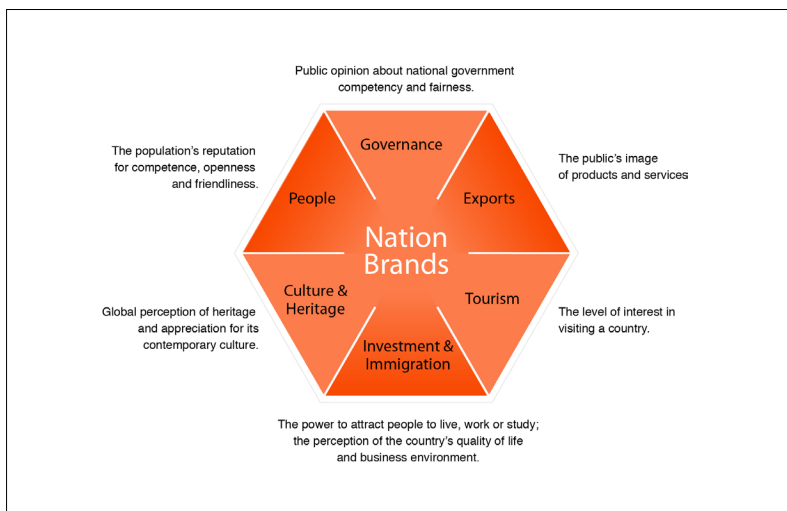 Public opinion about national government
competency and fairness.
Governance
The population’s reputation
for competence, openness
and friendliness.
People
Exports
The public’s image
of products and services
Nation
Brands
Culture &
Heritage
Tourism
Global perception of heritage
and appreciation for its
contemporary culture.
The level of interest in
visiting a country.
Investment &
Immigration
The power to attract people to live, work or study;
the perception of the country’s quality of life
and business environment.